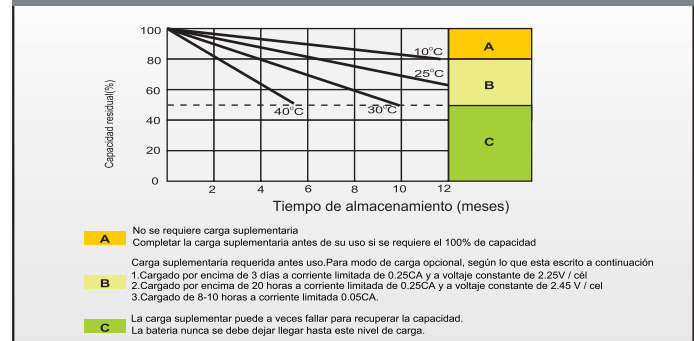 100
80
60
40
20
0
Capacidad residual(%)
10°C
25°C
30°C
40°C
A
B
C
2 4 6 8 10 12
Tiempo de almacenamiento (meses)
A
No se requiere carga suplementaria
Completar la carga suplementaria antes de su uso si se requiere el 100% de capacidad
B
Carga suplementaria requerida antes uso.Para modo de carga opcional, según lo que esta escrito a continuación
1.Cargado por encima de 3 días a corriente limitada de 0.25CA y a voltaje constante de 2.25V / cél
2.Cargado por encima de 20 horas a corriente limitada de 0.25CA y a voltaje constante de 2.45 V / cel
3.Cargado de 8-10 horas a corriente limitada 0.05CA.
C
La carga suplementar puede a veces fallar para recuperar la capacidad.
La bateria nunca se debe dejar llegar hasta este nivel de carga.